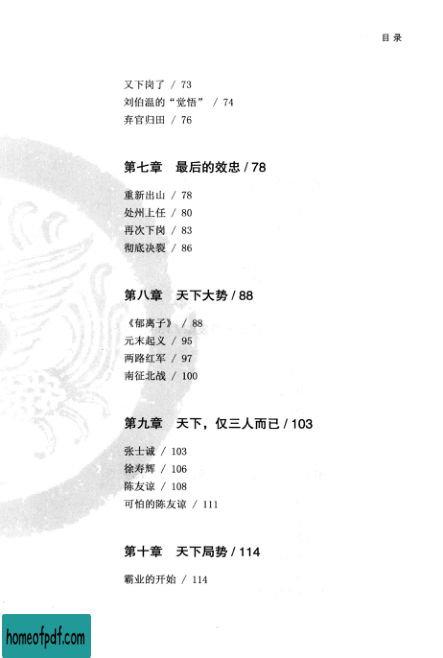 目 录
又下岗了 / 73
刘伯温的“觉悟” / 74
弃官归田 / 76
第七章 最后的效忠 / 78
重新出山 / 78
处州上任 / 80
再次下岗 / 83
彻底决裂 / 86
第八章 天下大势 / 88
《郁离子》 / 88
元末起义 / 95
两路红军 / 97
南征北战 / 100
第九章 天下，仅三人而已 / 103
张士诚 / 103
徐寿辉 / 106
陈友谅 / 108
可怕的陈友谅 / 111
第十章 天下局势 / 114
霸业的开始 / 114
homeofpdf.com